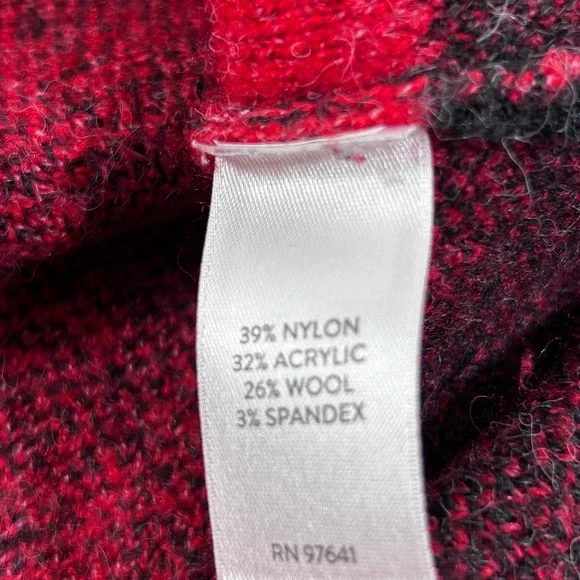 39% NYLON
32% ACRYLIC
26% WOOL
3% SPANDEX
RN 97641